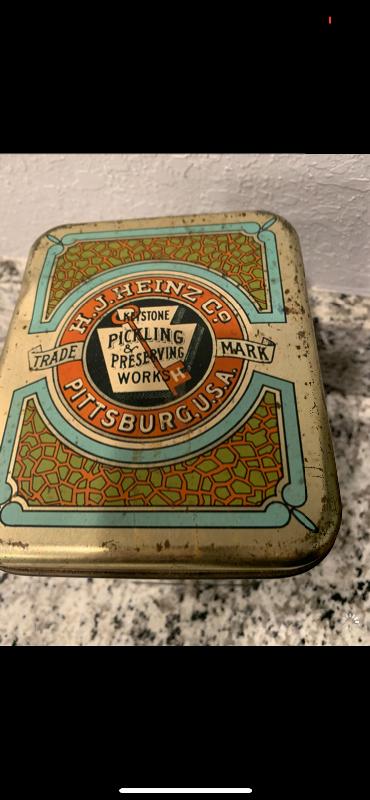 H.J. HEINZ Co
KEYSTONE
PICKLING
& PRESERVING
WORKS
H
TRADE MARK
PITTSBURG. U.S.A.